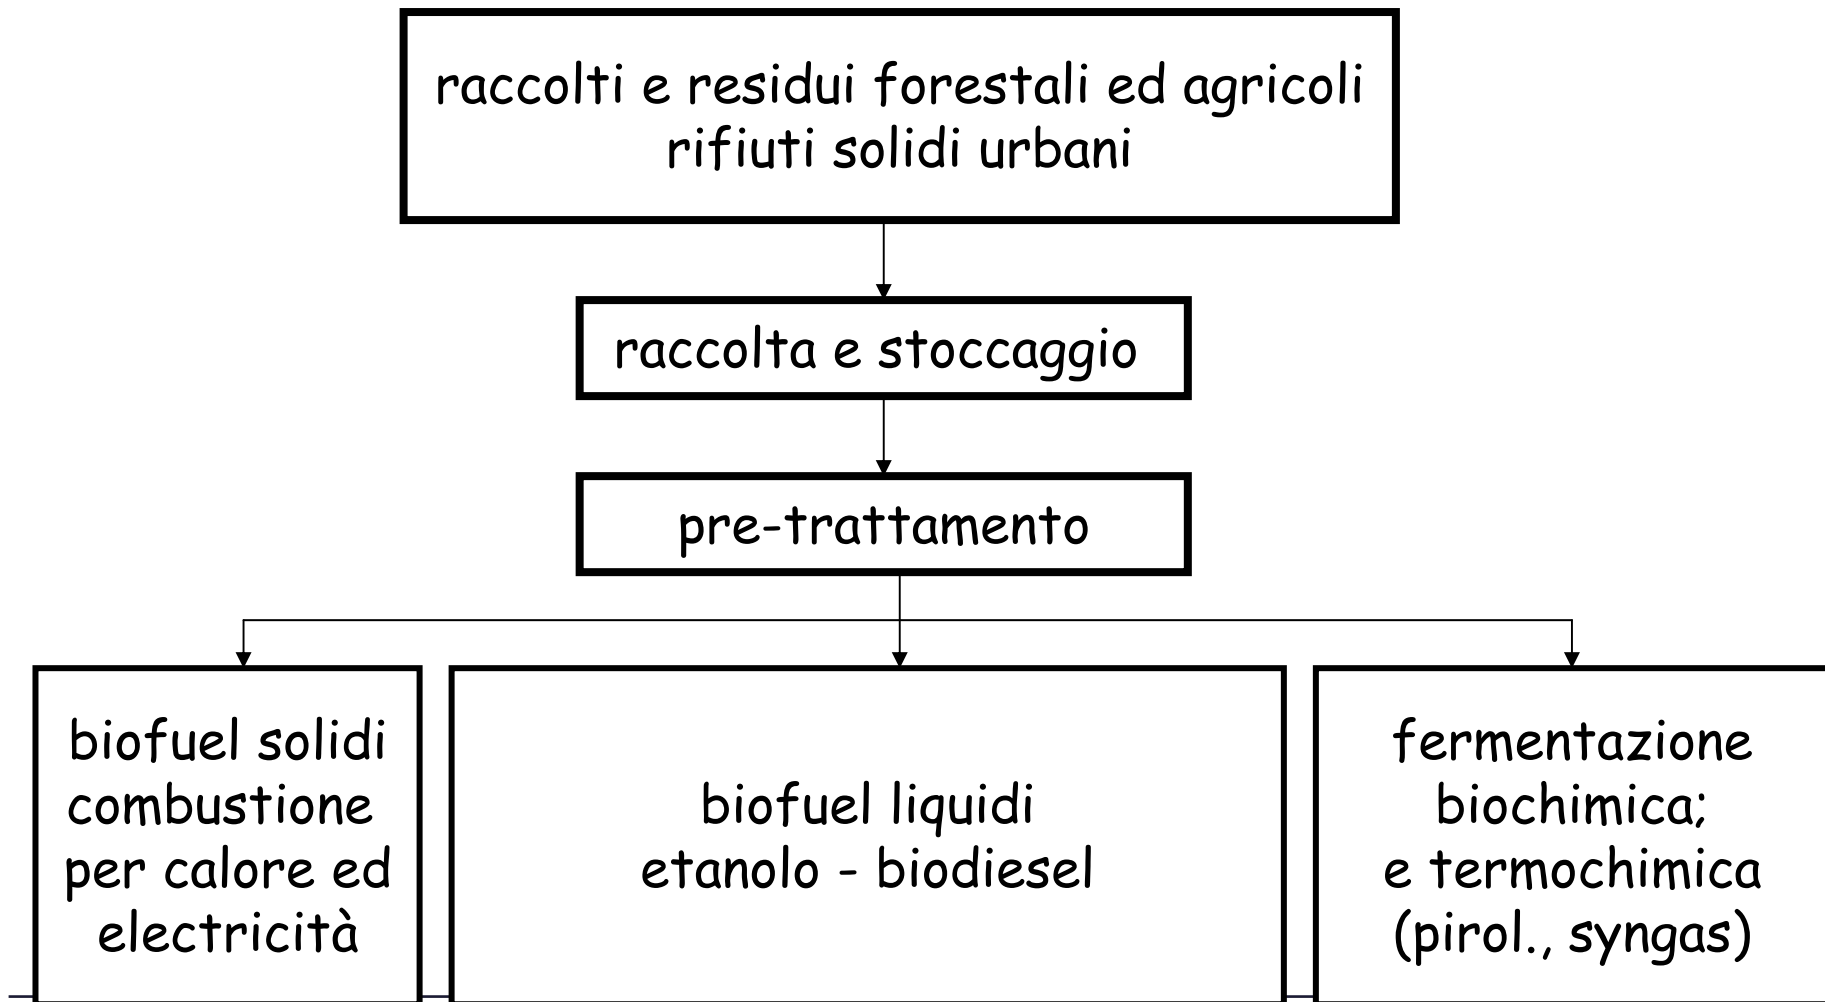 raccolti e residui forestali ed agricoli
rifiuti solidi urbani
raccolta e stoccaggio
pre-trattamento
biofuel solidi
combustione
per calore ed
electricità
biofuel liquidi
etanolo - biodiesel
fermentazione
biochimica;
e termochimica
(pirol., syngas)